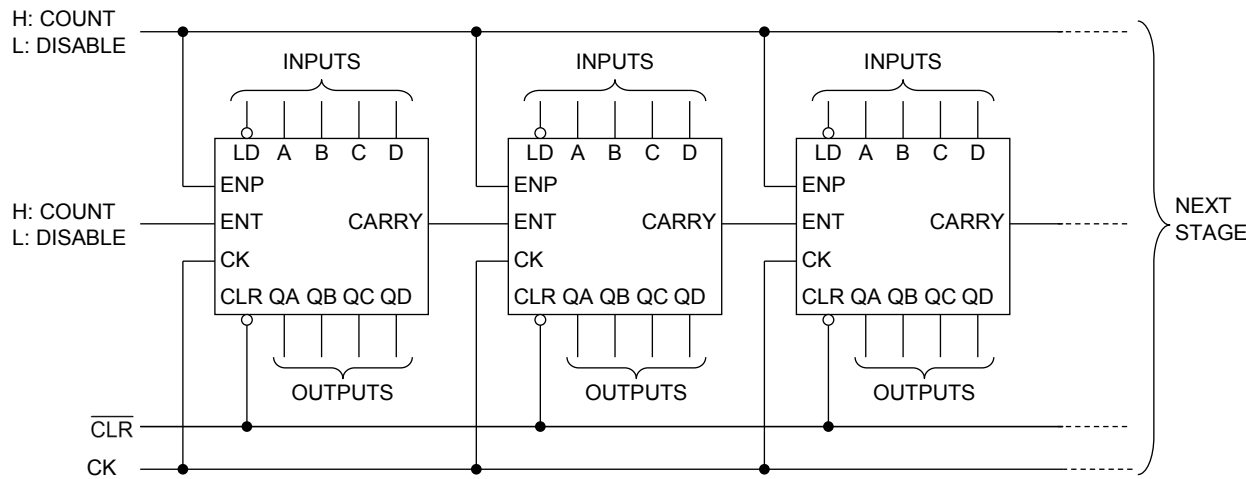 H: COUNT
L: DISABLE
INPUTS INPUTS INPUTS
LD A B C D LD A B C D LD A B C D
ENP ENP ENP
H: COUNT
L: DISABLE
ENT CARRY ENT CARRY ENT CARRY
NEXT
STAGE
CK CK CK
CLR QA QB QC QD CLR QA QB QC QD CLR QA QB QC QD
OUTPUTS OUTPUTS OUTPUTS
CLR
CK